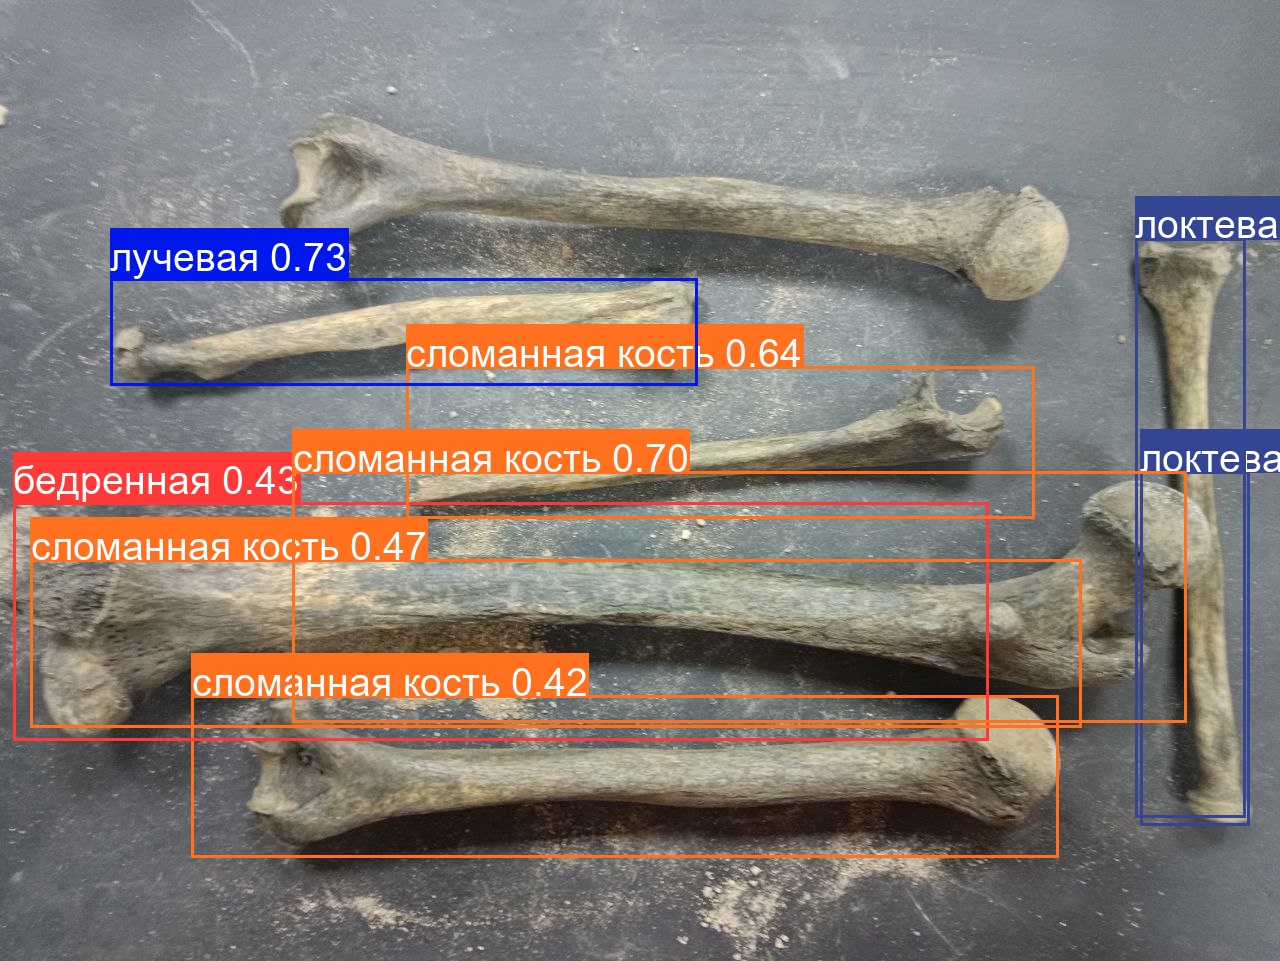 локтева
лучевая 0.73
сломанная кость 0.64
сломанная кость 0.70
локтева
бедренная 0.43
сломанная кость 0.47
сломанная кость 0.42